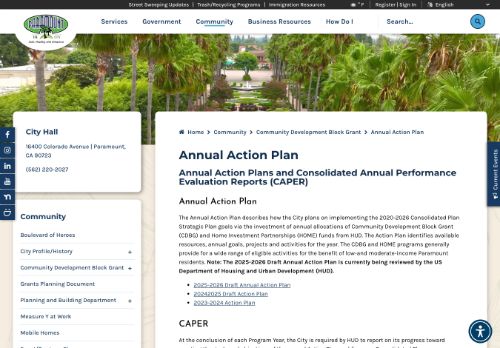 Street Sweeping Updates | Trash/Recycling Programs | Immigration Resources
° F | Register | Sign In | English
PARAMOUNT
Services Government Community Business Resources How Do I Search...
City Hall
16400 Colorado Avenue | Paramount,
CA 90723
(562) 220-2027
Community
Boulevard of Heroes
City Profile/History +
Community Development Block Grant +
Grants Planning Document
Planning and Building Department +
Measure Y at Work
Mobile Homes
Home > Community > Community Development Block Grant > Annual Action Plan
Annual Action Plan
Annual Action Plans and Consolidated Annual Performance
Evaluation Reports (CAPER)
Annual Action Plan
The Annual Action Plan describes how the City plans on implementing the 2020-2026 Consolidated Plan
Strategic Plan goals via the investment of annual allocations of Community Development Block Grant
(CDBG) and Home Investment Partnerships (HOME) funds from HUD. The Action Plan identifies available
resources, annual goals, projects and activities for the year. The CDBG and HOME programs generally
provide for a wide range of eligible activities for the benefit of low-and moderate-income Paramount
residents. Note: The 2025-2026 Draft Annual Action Plan is currently being reviewed by the US
Department of Housing and Urban Development (HUD).
2025-2026 Draft Annual Action Plan
20242025 Draft Action Plan
2023-2024 Action Plan
CAPER
At the conclusion of each Program Year, the City is required by HUD to report on its progress toward
Current Events